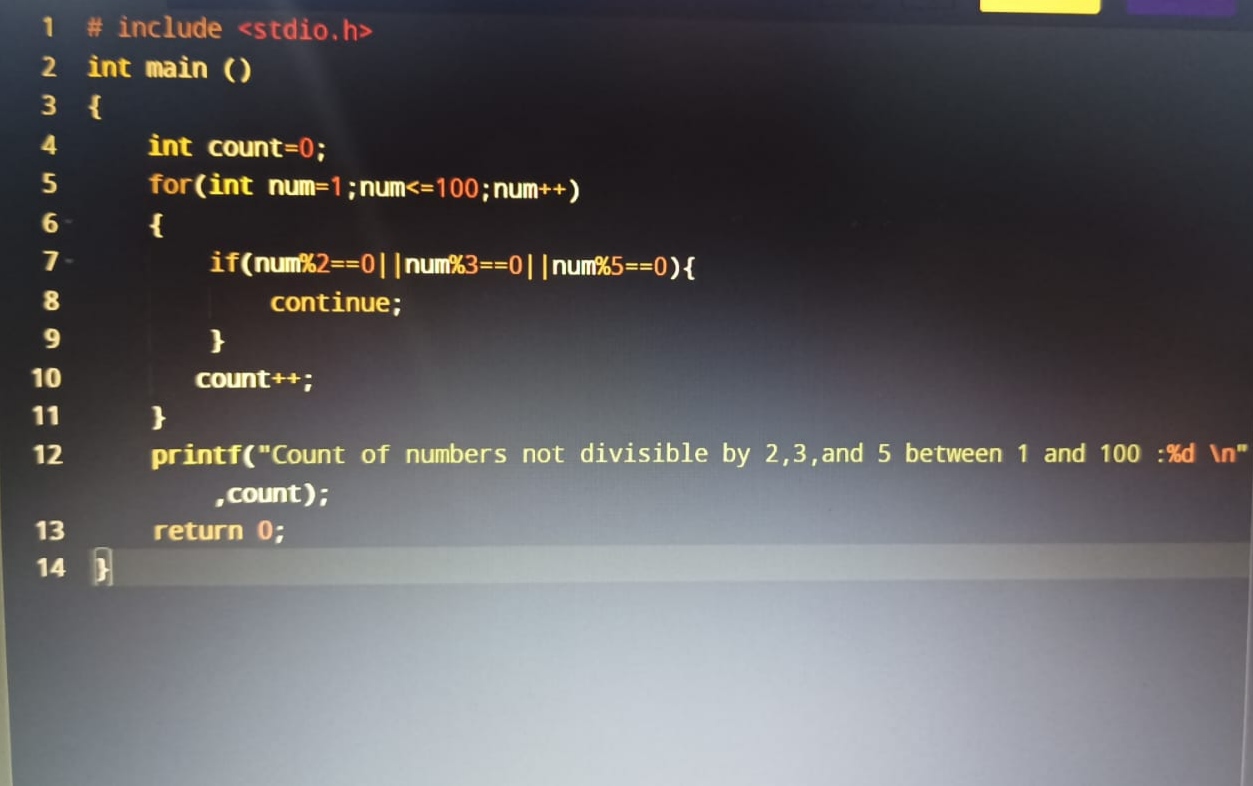 1 # include <stdio.h>
2 int main ()
3 {
4 int count=0;
5 for(int num=1;num<=100;num++)
6 {
7 if(num%2==0||num%3==0||num%5==0){
8 continue;
9 }
10 count++;
11 }
12 printf("Count of numbers not divisible by 2,3,and 5 between 1 and 100 :%d \n"
,count);
13 return 0;
14 }